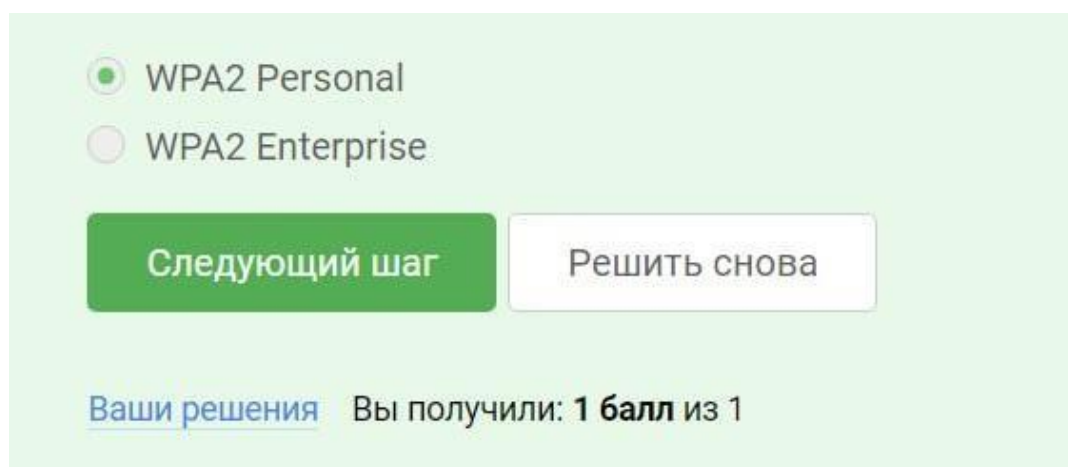 WPA2 Personal
WPA2 Enterprise
Следующий шаг Решить снова
Ваши решения Вы получили: 1 балл из 1